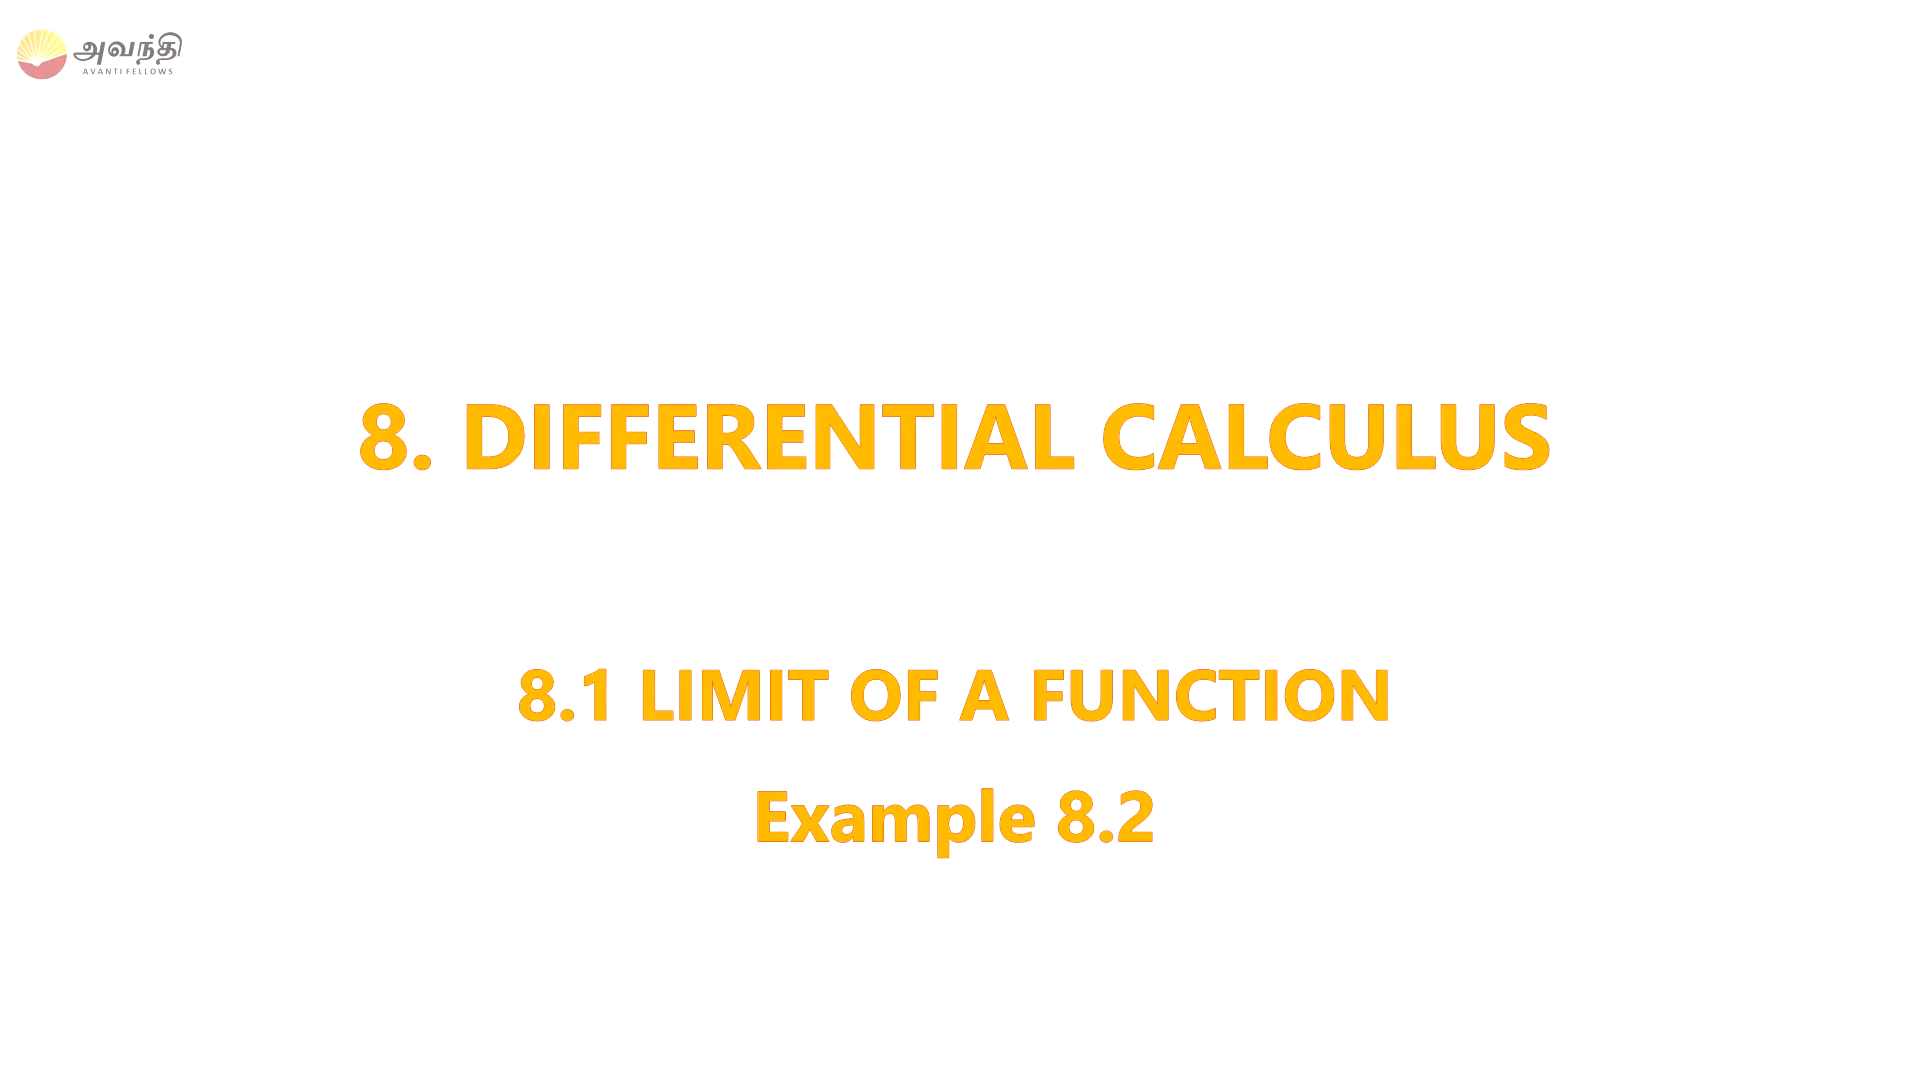 அவந்தி
AVANTI FELLOWS
8. DIFFERENTIAL CALCULUS
8.1 LIMIT OF A FUNCTION
Example 8.2